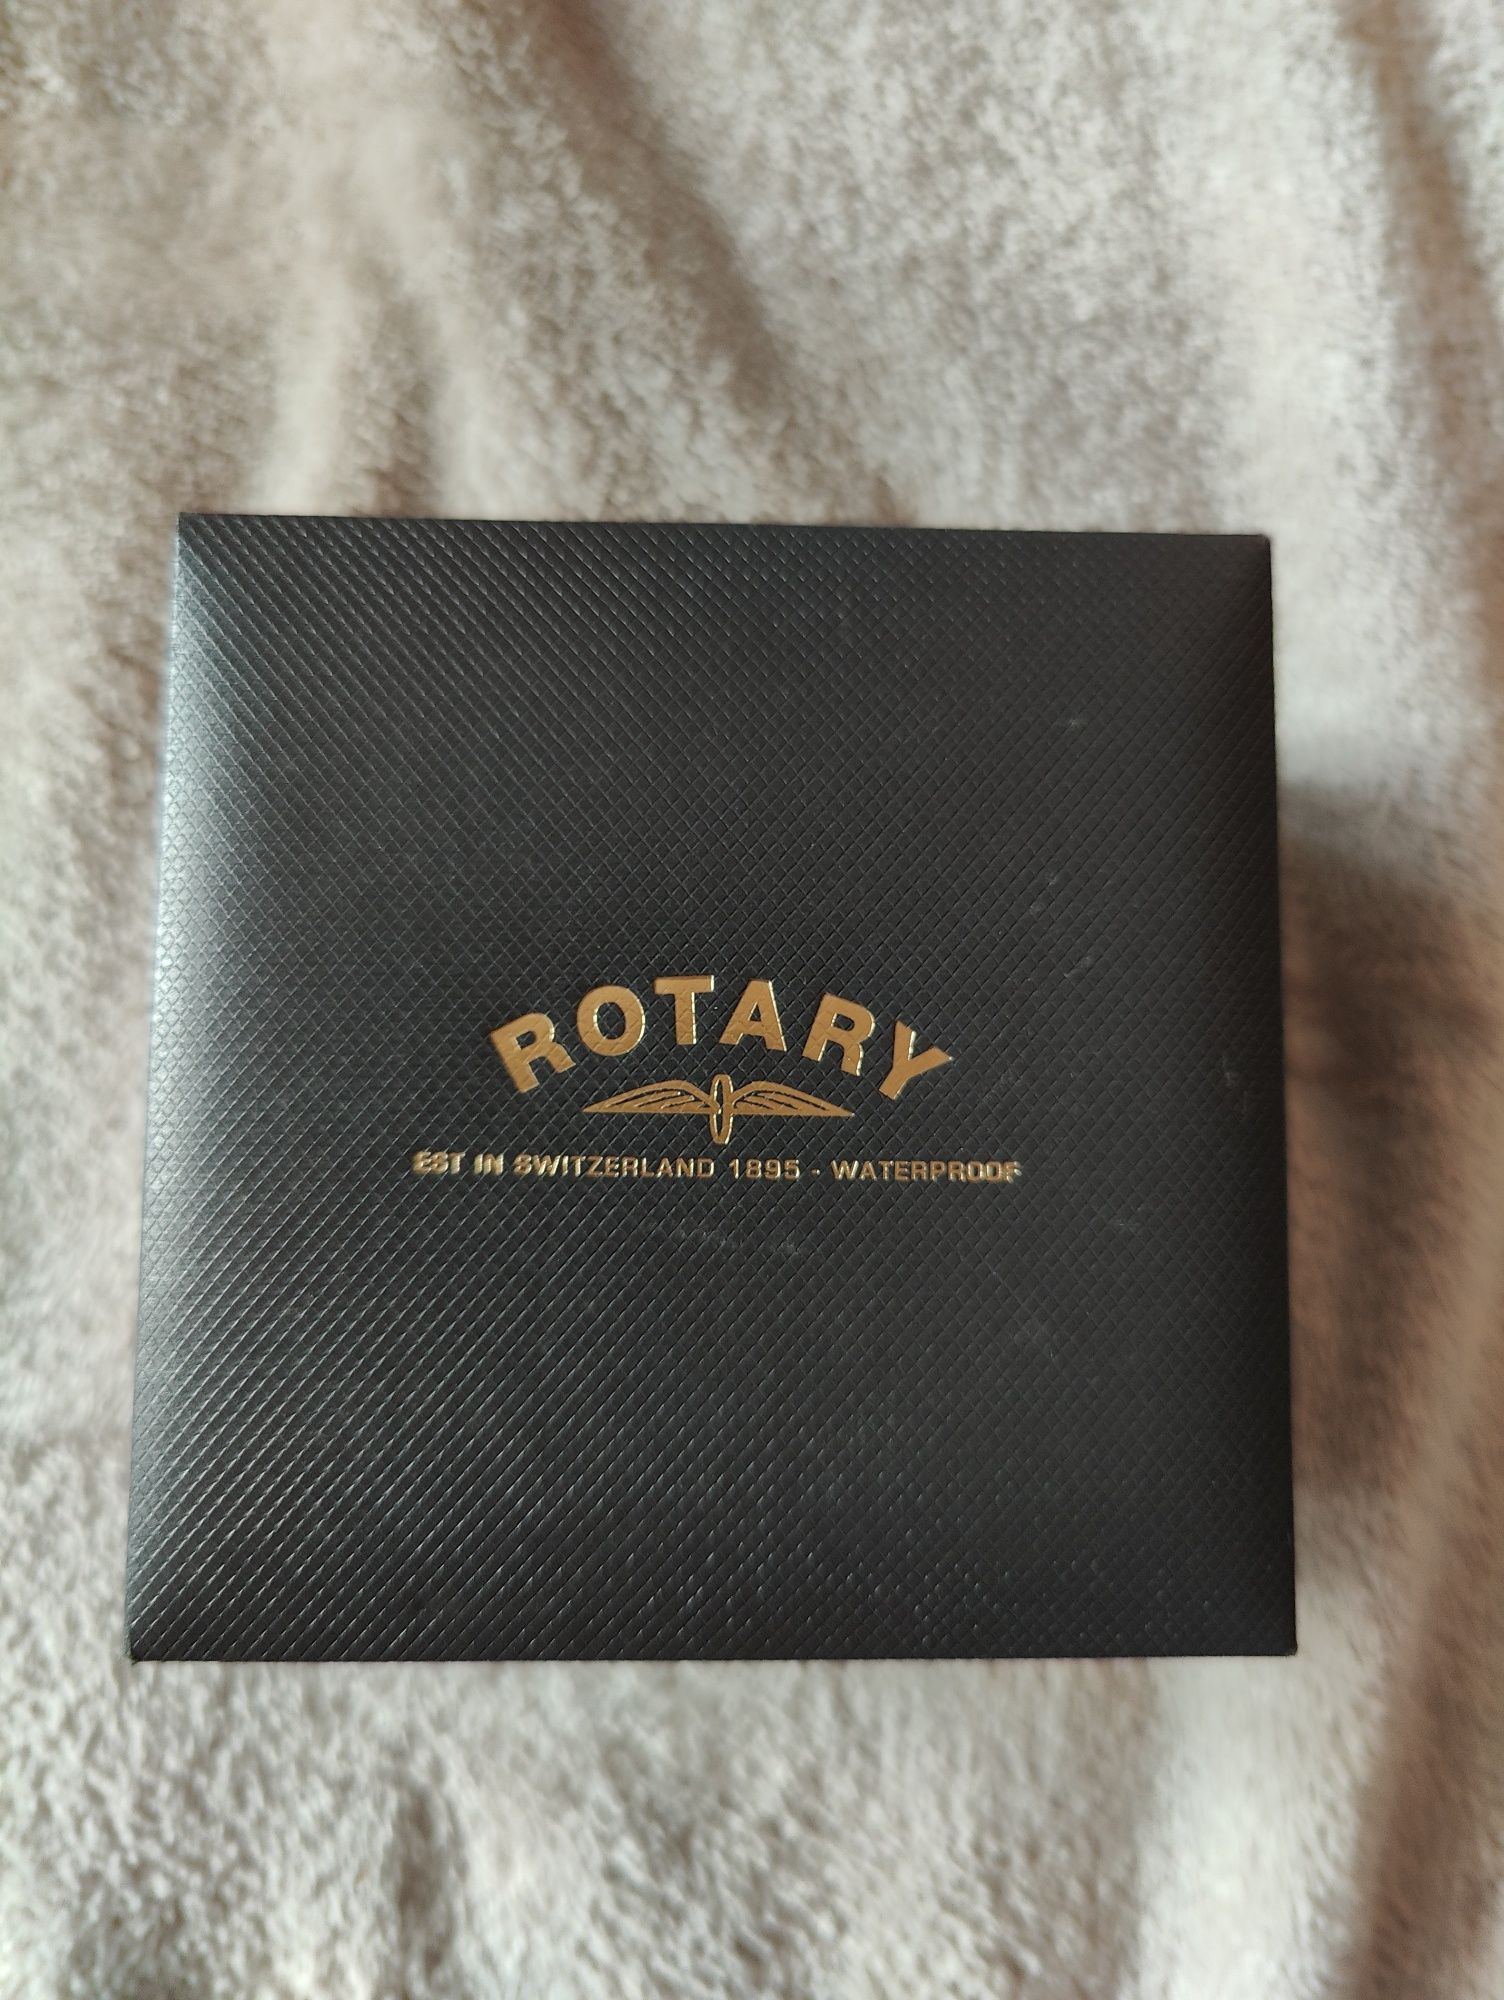 ROTARY
EST IN SWITZERLAND 1895 - WATERPROOF